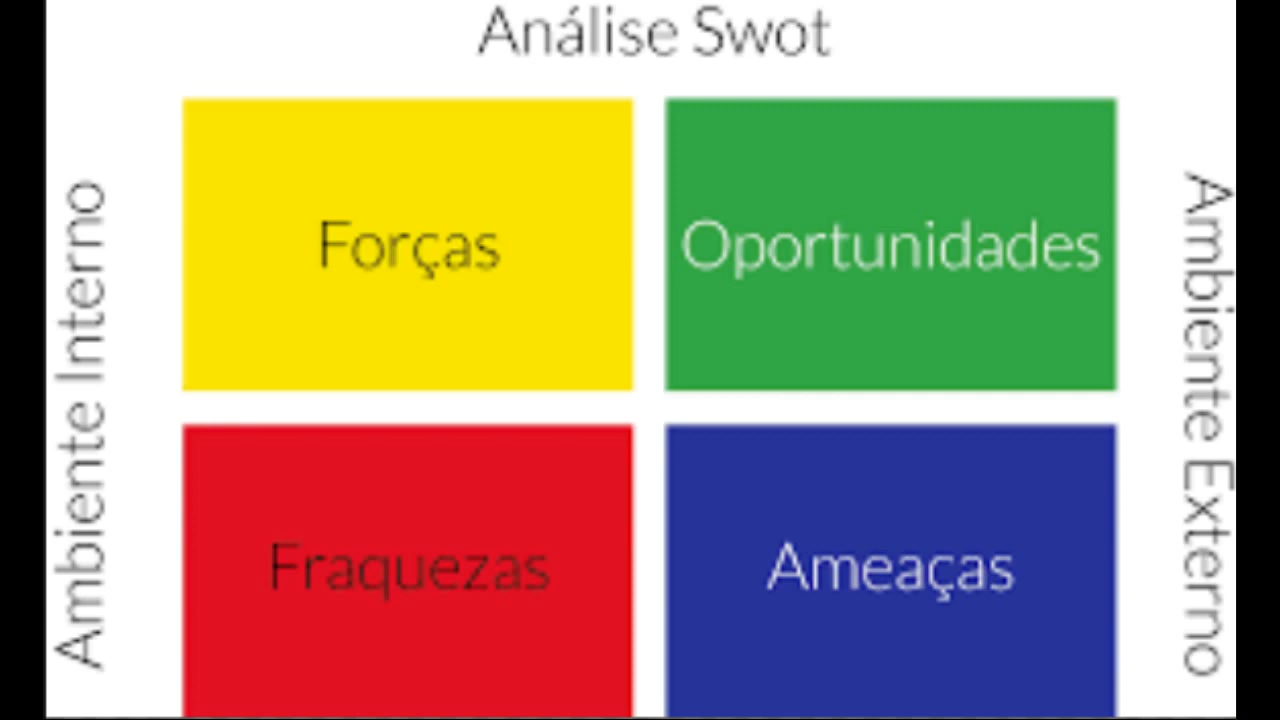 Análise Swot
Ambiente Interno
Forças
Oportunidades
Ambiente Externo
Fraquezas
Ameaças